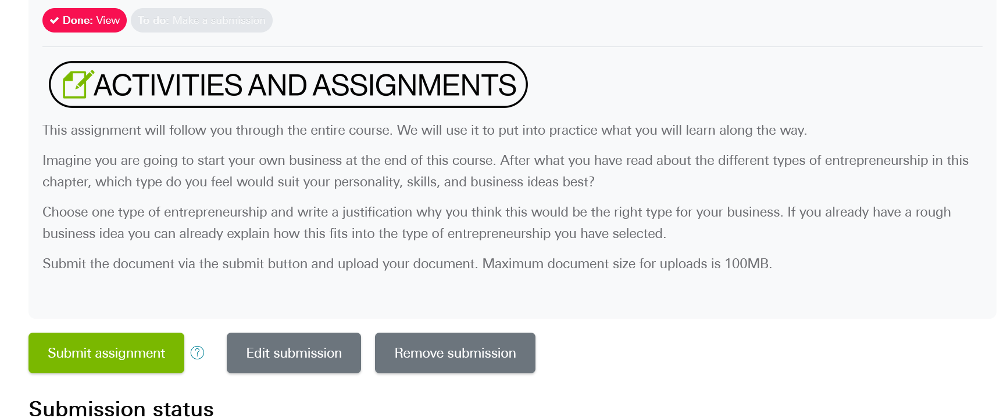 Done: View
To do: Make a submission
ACTIVITIES AND ASSIGNMENTS
This assignment will follow you through the entire course. We will use it to put into practice what you will learn along the way.
Imagine you are going to start your own business at the end of this course. After what you have read about the different types of entrepreneurship in this
chapter, which type do you feel would suit your personality, skills, and business ideas best?
Choose one type of entrepreneurship and write a justification why you think this would be the right type for your business. If you already have a rough
business idea you can already explain how this fits into the type of entrepreneurship you have selected.
Submit the document via the submit button and upload your document. Maximum document size for uploads is 100MB.
Submit assignment
?
Edit submission
Remove submission
Submission status